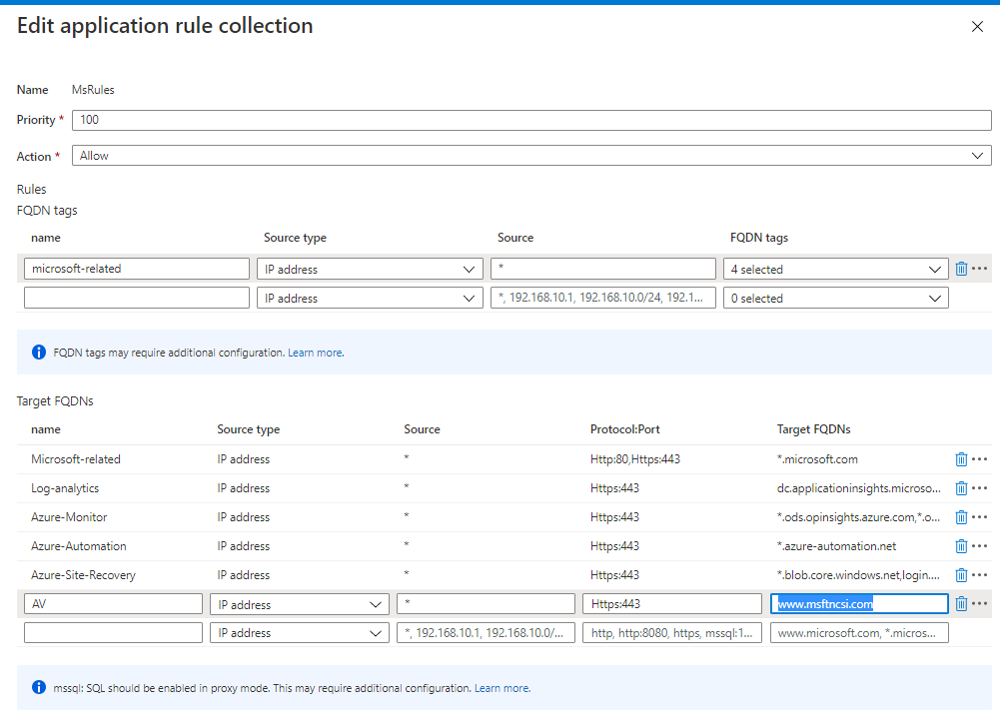 Edit application rule collection
Name MsRules
Priority * 100
Action * Allow
Rules
FQDN tags
name Source type Source FQDN tags
microsoft-related IP address * 4 selected
IP address *, 192.168.10.1, 192.168.10.0/24, 192.1... 0 selected
FQDN tags may require additional configuration. Learn more.
Target FQDNs
name Source type Source Protocol:Port Target FQDNs
Microsoft-related IP address * Http:80,Https:443 *.microsoft.com
Log-analytics IP address * Https:443 dc.applicationinsights.microso...
Azure-Monitor IP address * Https:443 *.ods.opinsights.azure.com,*.o...
Azure-Automation IP address * Https:443 *.azure-automation.net
Azure-Site-Recovery IP address * Https:443 *.blob.core.windows.net,login....
AV IP address * Https:443 www.msftncsi.com
IP address *, 192.168.10.1, 192.168.10.0/... http, http:8080, https, mssql:1... www.microsoft.com, *.micros...
mssql: SQL should be enabled in proxy mode. This may require additional configuration. Learn more.